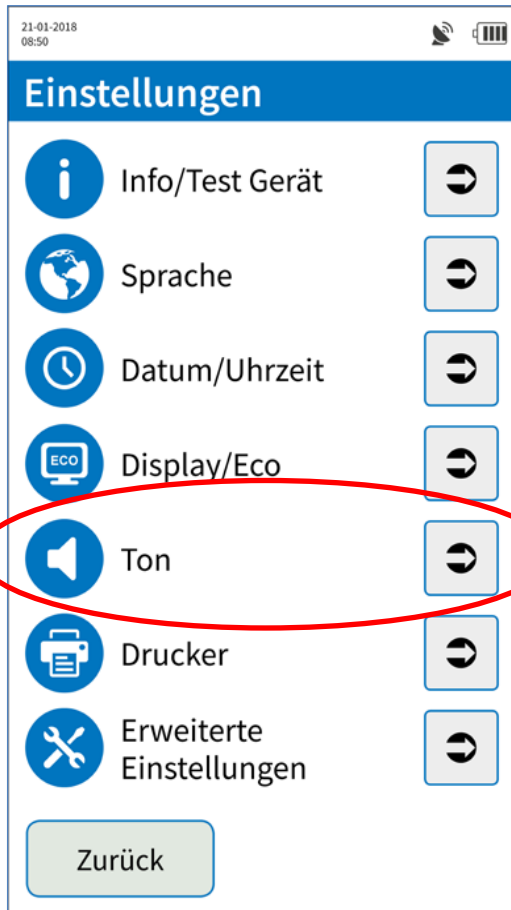 21-01-2018
08:50
Einstellungen
Info/Test Gerät
Sprache
Datum/Uhrzeit
ECO
Display/Eco
Ton
Drucker
Erweiterte
Einstellungen
Zurück